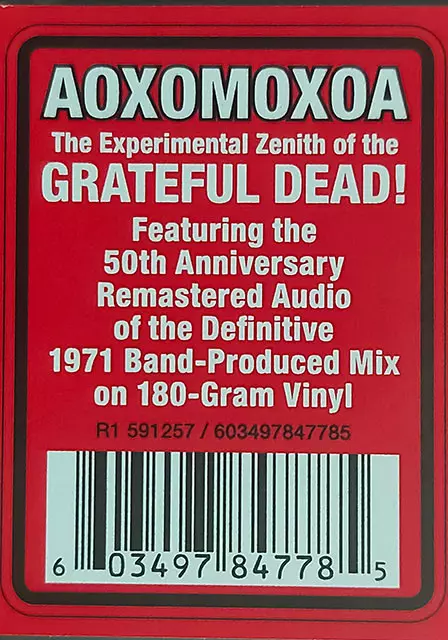 AOXOMOXOA
The Experimental Zenith of the
GRATEFUL DEAD!
Featuring the
50th Anniversary
Remastered Audio
of the Definitive
1971 Band-Produced Mix
on 180-Gram Vinyl
R1 591257 / 603497847785
6 03497 84778 5